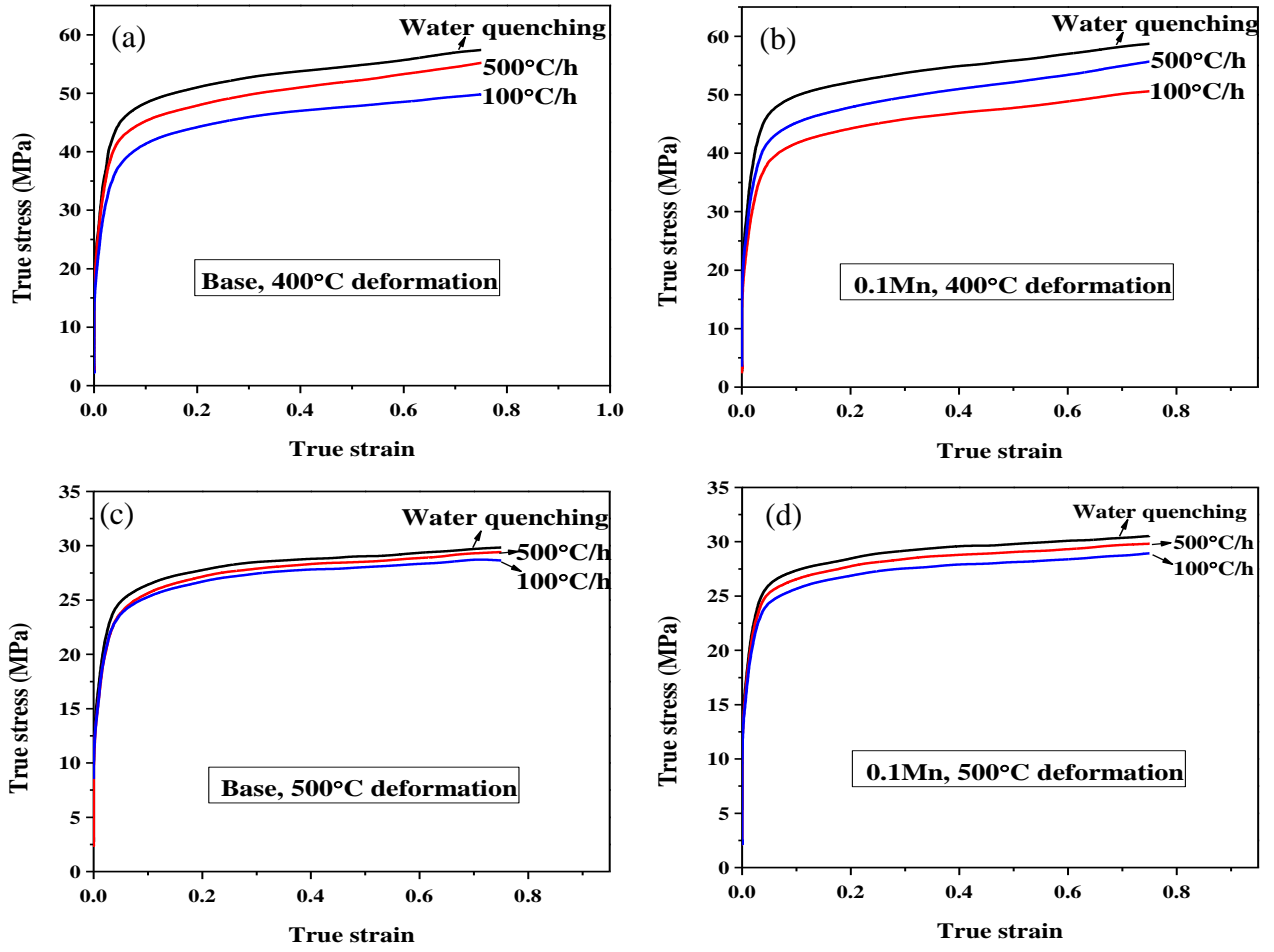 (a)
Water quenching
500°C/h
100°C/h
60
50
40
30
20
10
0
True stress (MPa)
Base, 400°C deformation
0.0 0.2 0.4 0.6 0.8 1.0
True strain
(b)
Water quenching
500°C/h
100°C/h
60
50
40
30
20
10
0
True stress (MPa)
0.1Mn, 400°C deformation
0.0 0.2 0.4 0.6 0.8
True strain
(c)
Water quenching
500°C/h
100°C/h
35
30
25
20
15
10
5
0
True stress (MPa)
Base, 500°C deformation
0.0 0.2 0.4 0.6 0.8
True strain
(d)
Water quenching
500°C/h
100°C/h
35
30
25
20
15
10
5
0
True stress (MPa)
0.1Mn, 500°C deformation
0.0 0.2 0.4 0.6 0.8
True strain